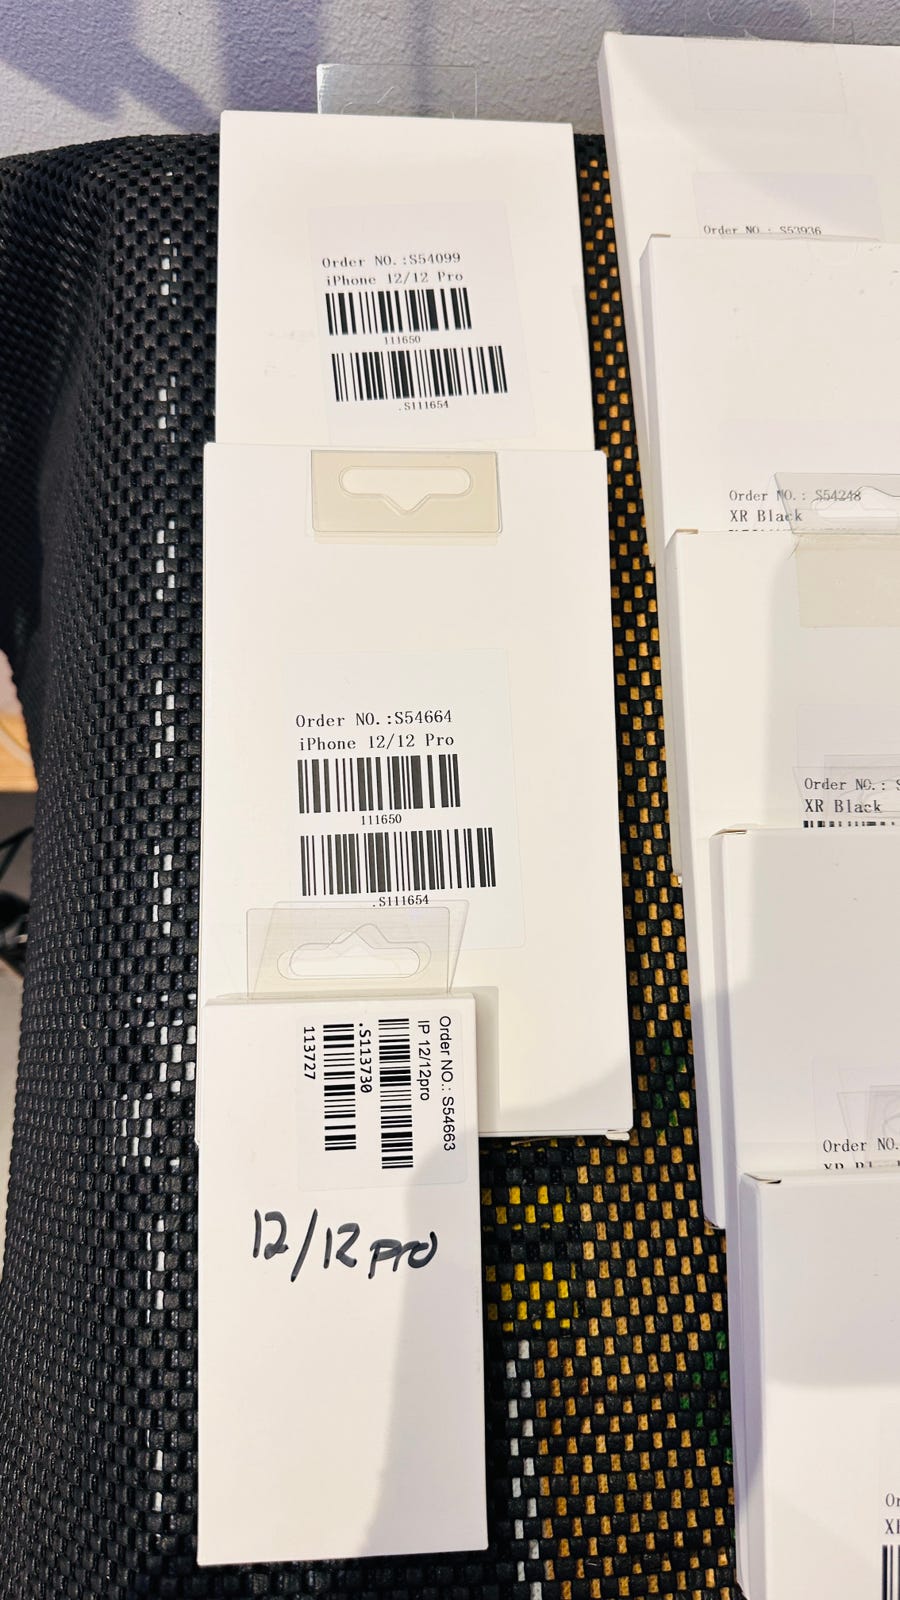 Order NO.:S54099
iPhone 12/12 Pro
111650
.S111654
Order NO.:S54664
iPhone 12/12 Pro
111650
.S111654
Order NO.: S54663
IP 12/12pro
.S113730
113727
12/12 PRO
Order NO.: S53936
Order NO.: S54248
XR Black
Order NO.:
XR Black
Order NO.